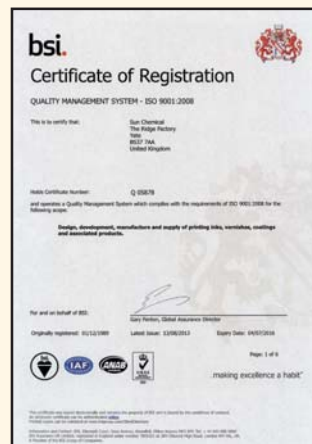 bsi.
Certificate of Registration
QUALITY MANAGEMENT SYSTEM - ISO 9001:2008
This is to certify that: Sun Chemical
The Ridge Factory
Yate
BS37 7AA
United Kingdom
Holds Certificate Number:
and operates a Quality Management System which complies with the requirements of ISO 9001:2008 for the
following scope:
Design, development, manufacture and supply of printing inks, varnishes, coatings
and associated products.
For and on behalf of BSI:
Gary Fenton, Global Assurance Director
Originally registered: 01/12/1989 Latest Issue: 13/08/2013 Expiry Date: 04/07/2016
Page: 1 of 6
IAF
ANAB
UKAS
...making excellence a habit